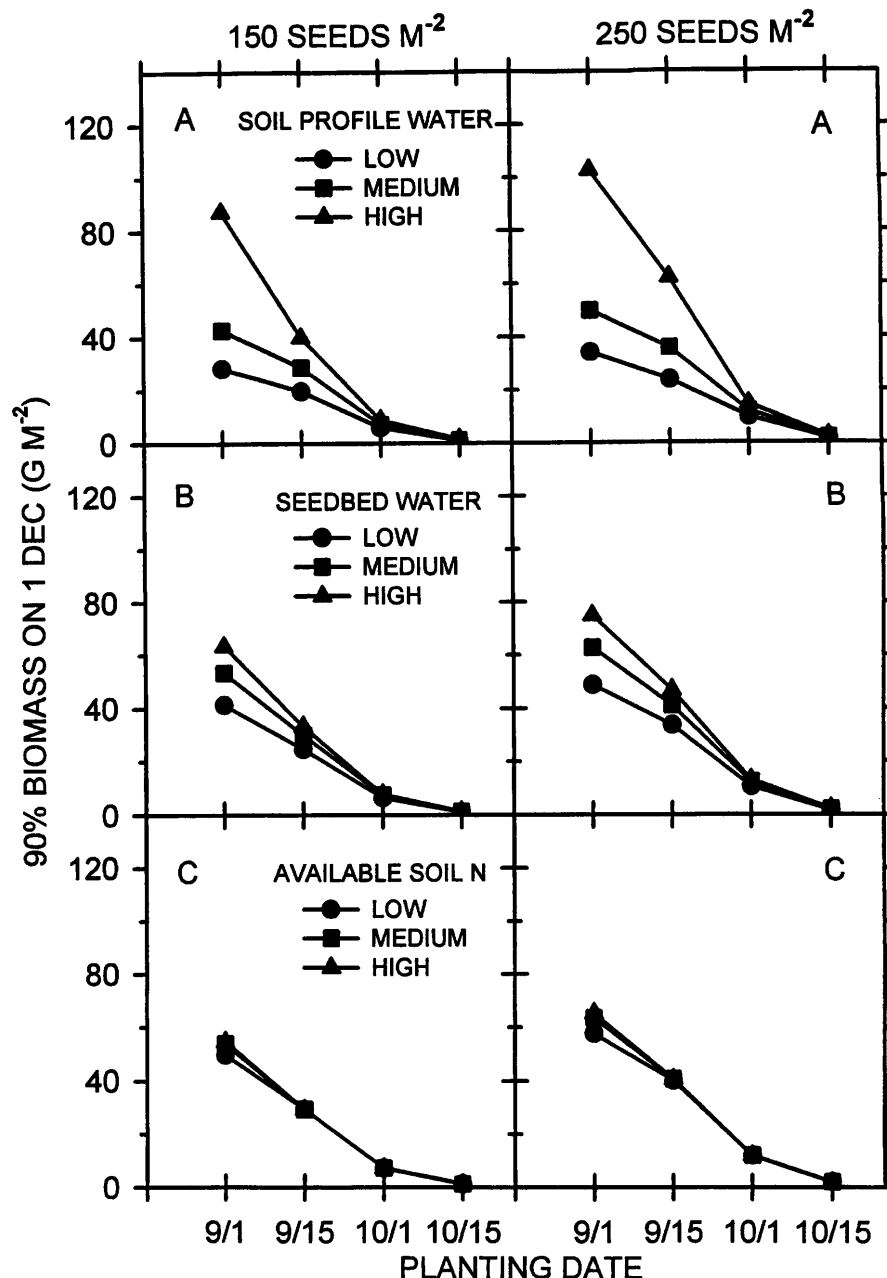 150 SEEDS M⁻²
250 SEEDS M⁻²
90% BIOMASS ON 1 DEC (G M⁻²)
A
SOIL PROFILE WATER
LOW
MEDIUM
HIGH
A
120
80
40
0
B
SEEDBED WATER
LOW
MEDIUM
HIGH
B
120
80
40
0
C
AVAILABLE SOIL N
LOW
MEDIUM
HIGH
C
120
80
40
0
9/1 9/15 10/1 10/15
9/1 9/15 10/1 10/15
PLANTING DATE